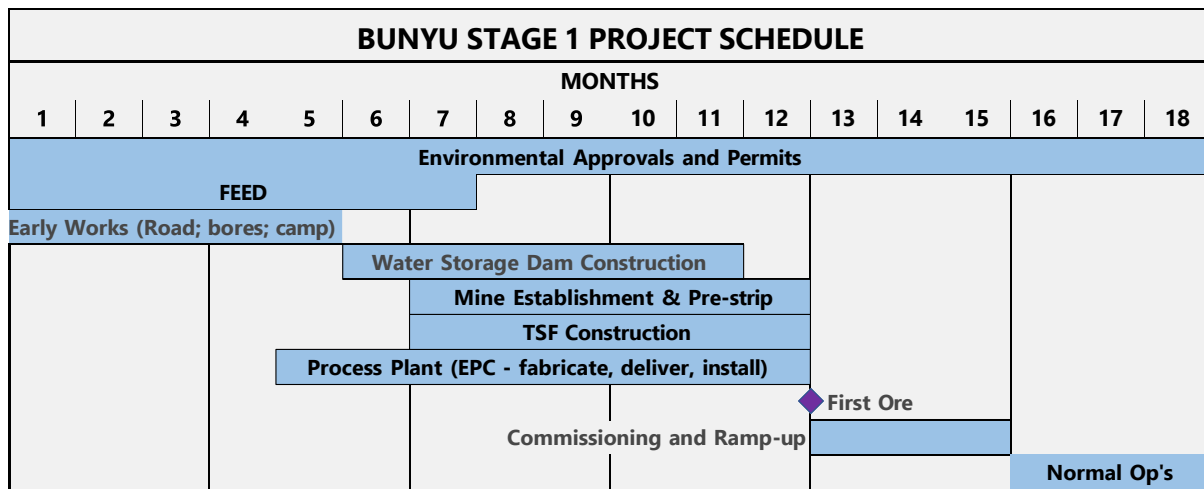 BUNYU STAGE 1 PROJECT SCHEDULE
MONTHS
1 2 3 4 5 6 7 8 9 10 11 12 13 14 15 16 17 18
Environmental Approvals and Permits
FEED
Early Works (Road; bores; camp)
Water Storage Dam Construction
Mine Establishment & Pre-strip
TSF Construction
Process Plant (EPC - fabricate, deliver, install)
First Ore
Commissioning and Ramp-up
Normal Op's